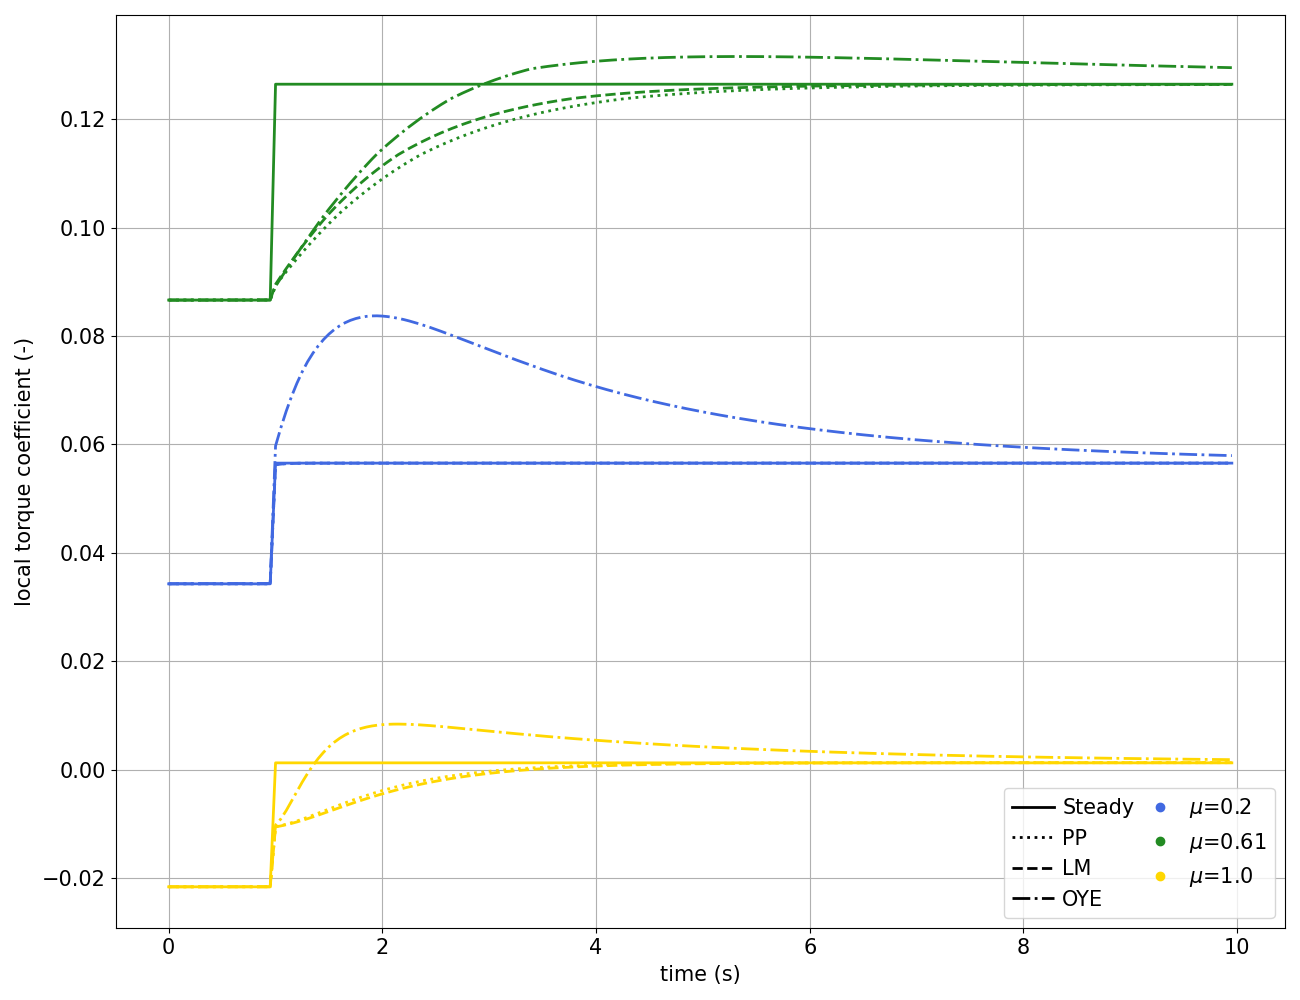 local torque coefficient (-)
0.12
0.10
0.08
0.06
0.04
0.02
0.00
−0.02
0 2 4 6 8 10
time (s)
Steady
PP
LM
OYE
μ=0.2
μ=0.61
μ=1.0